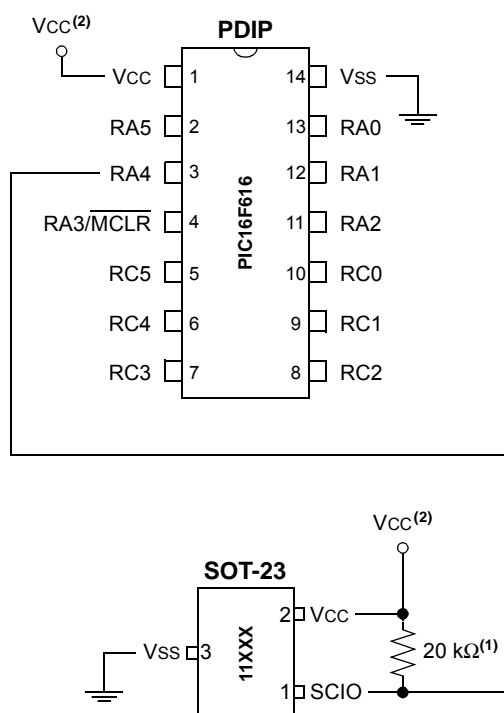 VCC(2)
PDIP
VCC 1 14 VSS
RA5 2 13 RA0
RA4 3 12 RA1
RA3/MCLR 4 11 RA2
RC5 5 10 RC0
RC4 6 9 RC1
RC3 7 8 RC2
PIC16F616
VCC(2)
SOT-23
2 VCC
VSS 3
11XXX
20 kΩ(1)
1 SCIO